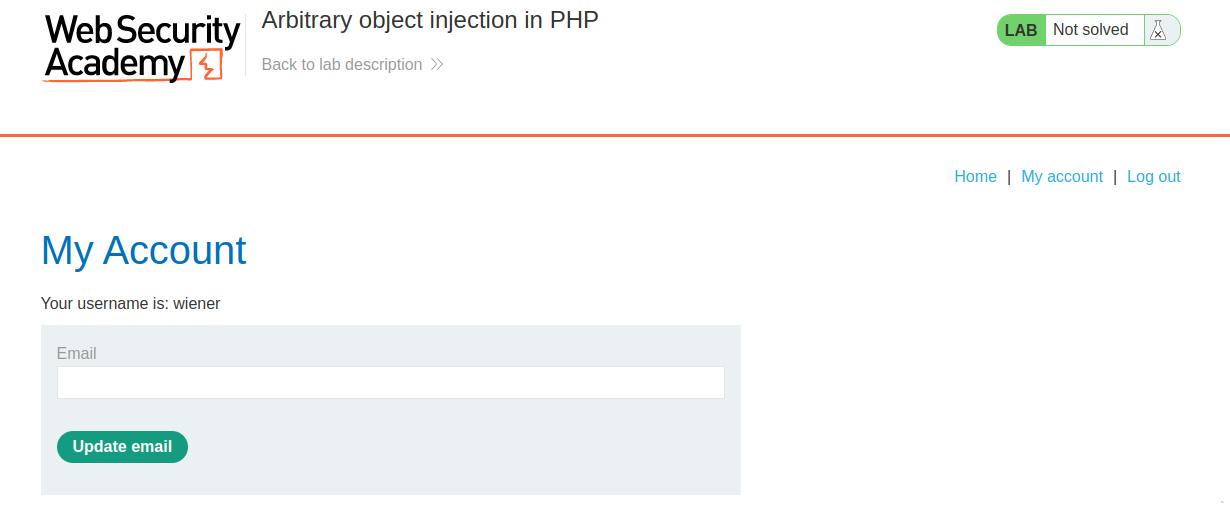 Web Security
Academy
Arbitrary object injection in PHP
Back to lab description
LAB Not solved
Home | My account | Log out
My Account
Your username is: wiener
Email
Update email